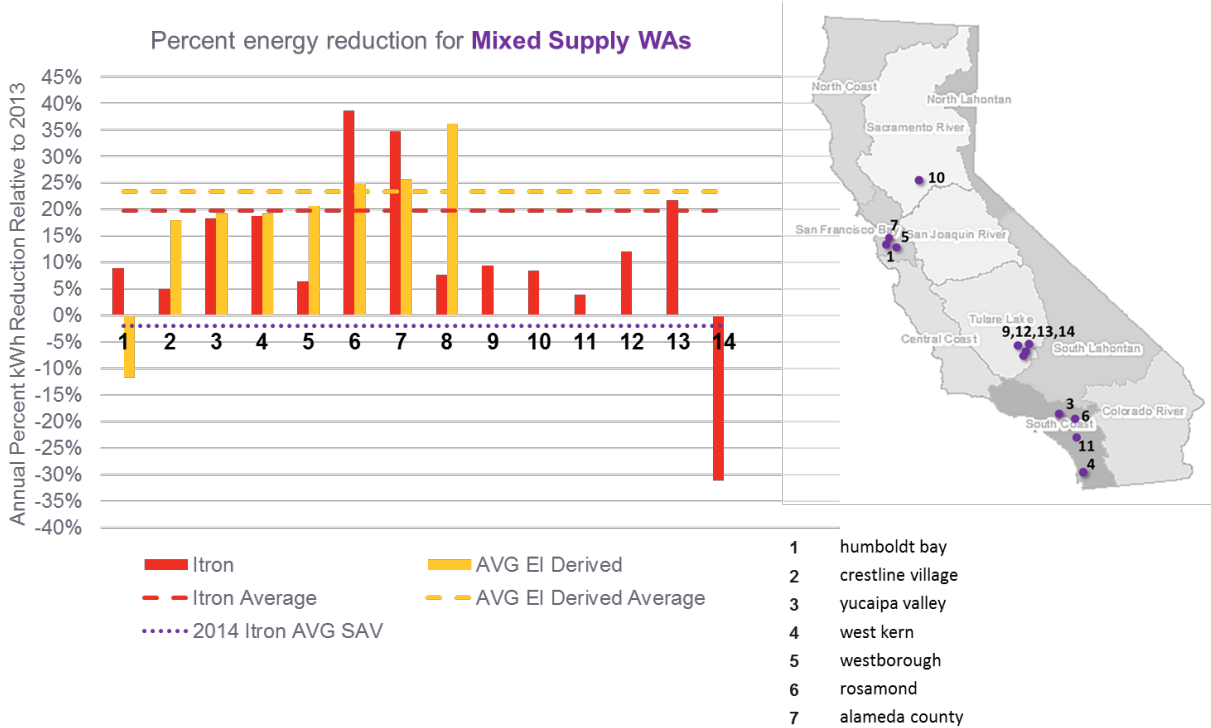 Percent energy reduction for Mixed Supply WAs
Annual Percent kWh Reduction Relative to 2013
45%
40%
35%
30%
25%
20%
15%
10%
5%
0%
-5%
-10%
-15%
-20%
-25%
-30%
-35%
-40%
1 2 3 4 5 6 7 8 9 10 11 12 13 14
Itron
AVG EI Derived
Itron Average
AVG EI Derived Average
2014 Itron AVG SAV
North Coast
North Lahontan
Sacramento River
10
7
San Francisco Bay
5
San Joaquin River
1
Tulare Lake
9,12,13,14
Central Coast
South Lahontan
3
Colorado River
6
South Coast
11
4
1 humboldt bay
2 crestline village
3 yucaipa valley
4 west kern
5 westborough
6 rosamond
7 alameda county